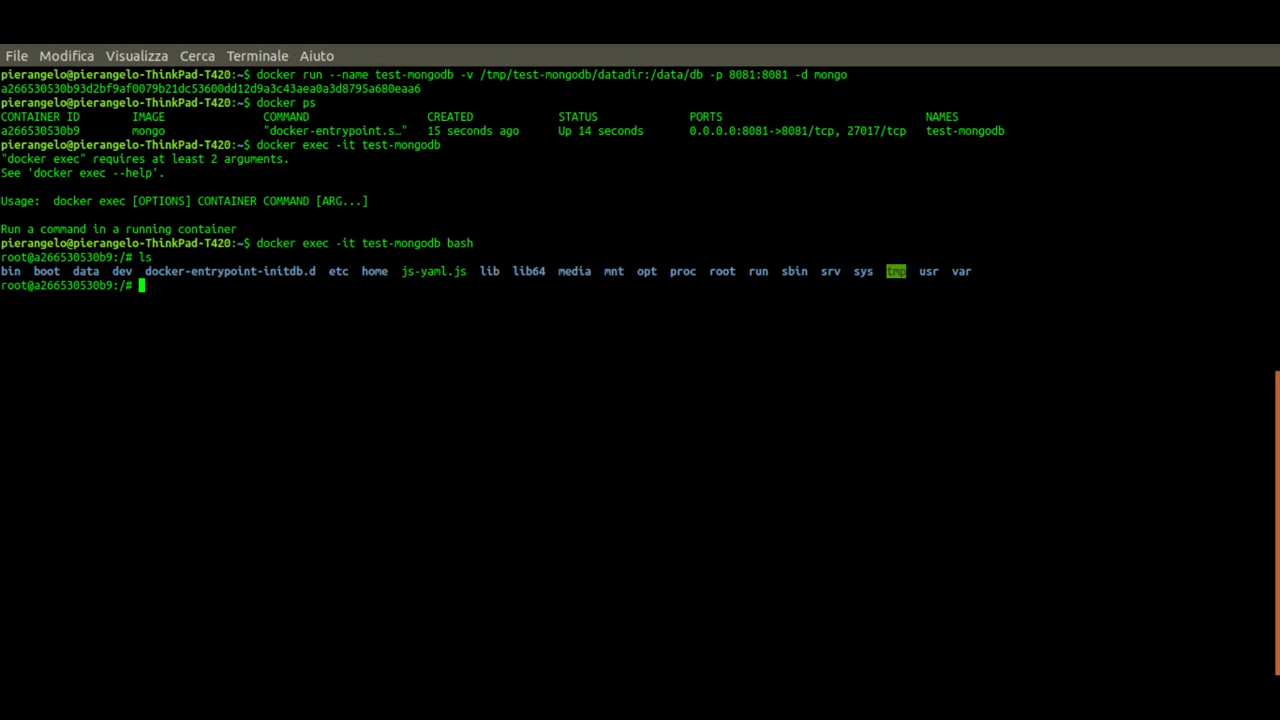 File Modifica Visualizza Cerca Terminale Aiuto
pierangelo@pierangelo-ThinkPad-T420:~$ docker run --name test-mongodb -v /tmp/test-mongodb/datadir:/data/db -p 8081:8081 -d mongo
a266530530b93d2bf9af0079b21dc53600dd12d9a3c43aea0a3d8795a680eaa6
pierangelo@pierangelo-ThinkPad-T420:~$ docker ps
CONTAINER ID        IMAGE               COMMAND                  CREATED             STATUS              PORTS                               NAMES
a266530530b9        mongo               "docker-entrypoint.s…"   15 seconds ago      Up 14 seconds       0.0.0.0:8081->8081/tcp, 27017/tcp   test-mongodb
pierangelo@pierangelo-ThinkPad-T420:~$ docker exec -it test-mongodb
"docker exec" requires at least 2 arguments.
See 'docker exec --help'.
Usage:  docker exec [OPTIONS] CONTAINER COMMAND [ARG...]
Run a command in a running container
pierangelo@pierangelo-ThinkPad-T420:~$ docker exec -it test-mongodb bash
root@a266530530b9:/# ls
bin  boot  data  dev  docker-entrypoint-initdb.d  etc  home  js-yaml.js  lib  lib64  media  mnt  opt  proc  root  run  sbin  srv  sys  tmp  usr  var
root@a266530530b9:/#